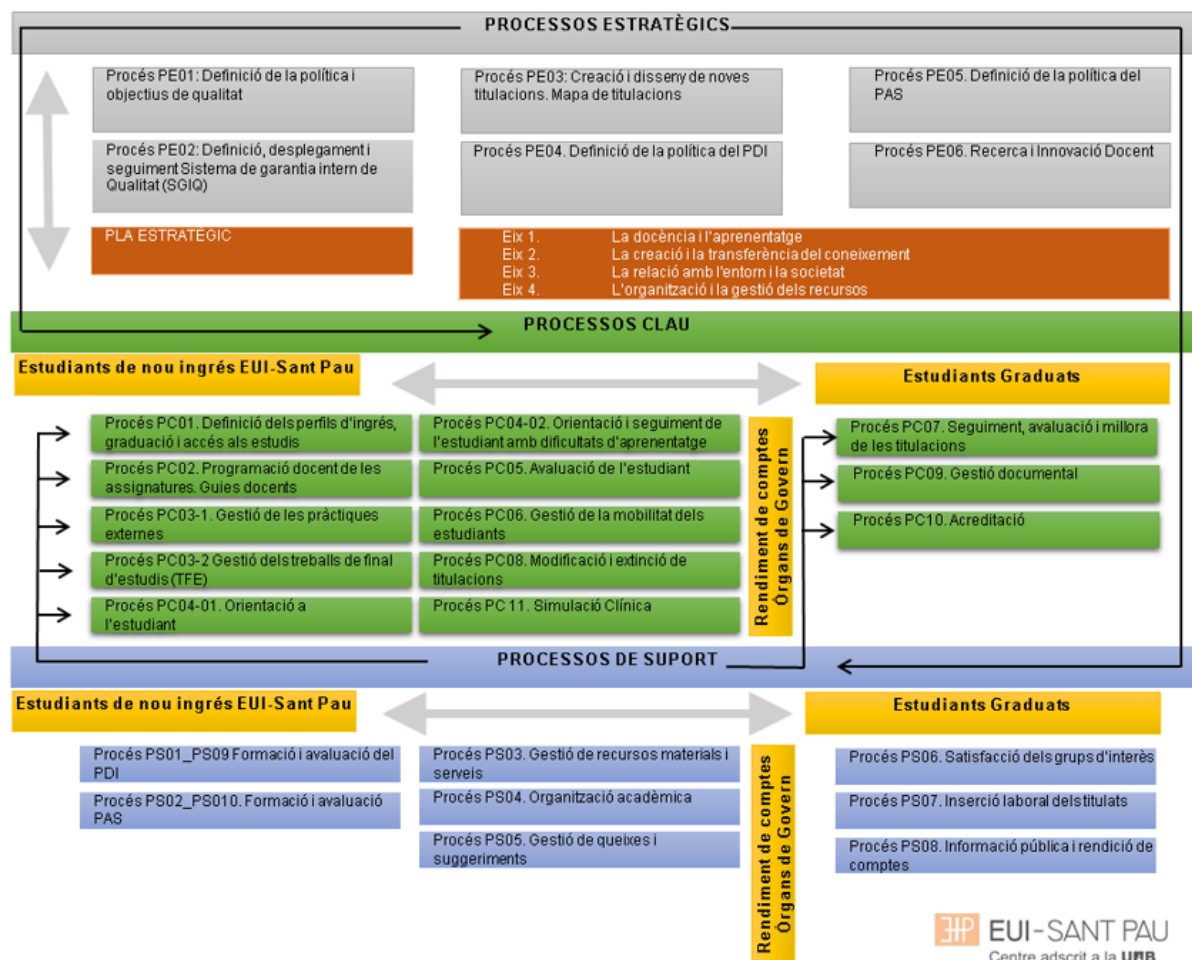 PROCESSOS ESTRATÈGICS
Procés PE01: Definició de la política i
objectius de qualitat
Procés PE03: Creació i disseny de noves
titulacions. Mapa de titulacions
Procés PE05. Definició de la política del
PAS
Procés PE02: Definició, desplegament i
seguiment Sistema de garantia intern de
Qualitat (SGIQ)
Procés PE04. Definició de la política del PDI
Procés PE06. Recerca i Innovació Docent
PLA ESTRATÈGIC
Eix 1. La docència i l'aprenentatge
Eix 2. La creació i la transferència del coneixement
Eix 3. La relació amb l'entorn i la societat
Eix 4. L'organització i la gestió dels recursos
PROCESSOS CLAU
Estudiants de nou ingrés EUI-Sant Pau
Estudiants Graduats
Procés PC01. Definició dels perfils d'ingrés,
graduació i accés als estudis
Procés PC02. Programació docent de les
assignatures. Guies docents
Procés PC03-1. Gestió de les pràctiques
externes
Procés PC03-2 Gestió dels treballs de final
d'estudis (TFE)
Procés PC04-01. Orientació a
l'estudiant
Procés PC04-02. Orientació i seguiment de
l'estudiant amb dificultats d'aprenentatge
Procés PC05. Avaluació de l'estudiant
Procés PC06. Gestió de la mobilitat dels
estudiants
Procés PC08. Modificació i extinció de
titulacions
Procés PC 11. Simulació Clínica
Rendiment de comptes
Òrgans de Govern
Procés PC07. Seguiment, avaluació i millora
de les titulacions
Procés PC09. Gestió documental
Procés PC10. Acreditació
PROCESSOS DE SUPORT
Estudiants de nou ingrés EUI-Sant Pau
Estudiants Graduats
Procés PS01_PS09 Formació i avaluació del
PDI
Procés PS02_PS010. Formació i avaluació
PAS
Procés PS03. Gestió de recursos materials i
serveis
Procés PS04. Organització acadèmica
Procés PS05. Gestió de queixes i
suggeriments
Rendiment de comptes
Òrgans de Govern
Procés PS06. Satisfacció dels grups d'interès
Procés PS07. Inserció laboral dels titulats
Procés PS08. Informació pública i rendició de
comptes
EUI-SANT PAU
Centre adscrit a la UAB